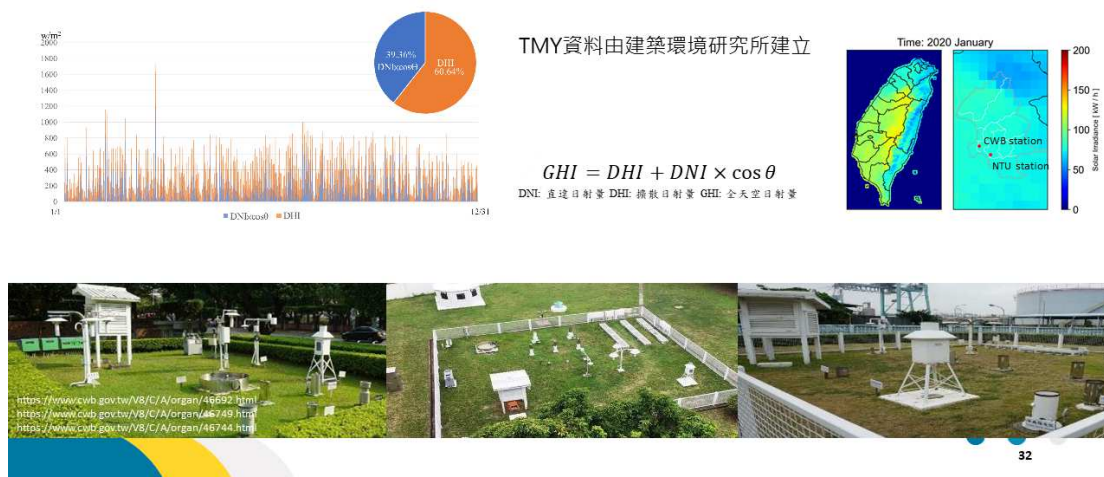 w/m²
2000
1800
1600
1400
1200
1000
800
600
400
200
0
1/1
12/31
DNIxcosθ
DHI
39.36%
DNIxcosθ
DHI
60.64%
TMY資料由建築環境研究所建立
GHI = DHI + DNI × cos θ
DNI: 直達日射量 DHI: 擴散日射量 GHI: 全天空日射量
Time: 2020 January
CWB station
NTU station
200
150
100
50
0
Solar Irradiance [ kW / h ]
https://www.cwb.gov.tw/V8/C/A/organ/46692.html
https://www.cwb.gov.tw/V8/C/A/organ/46749.html
https://www.cwb.gov.tw/V8/C/A/organ/46744.html
32